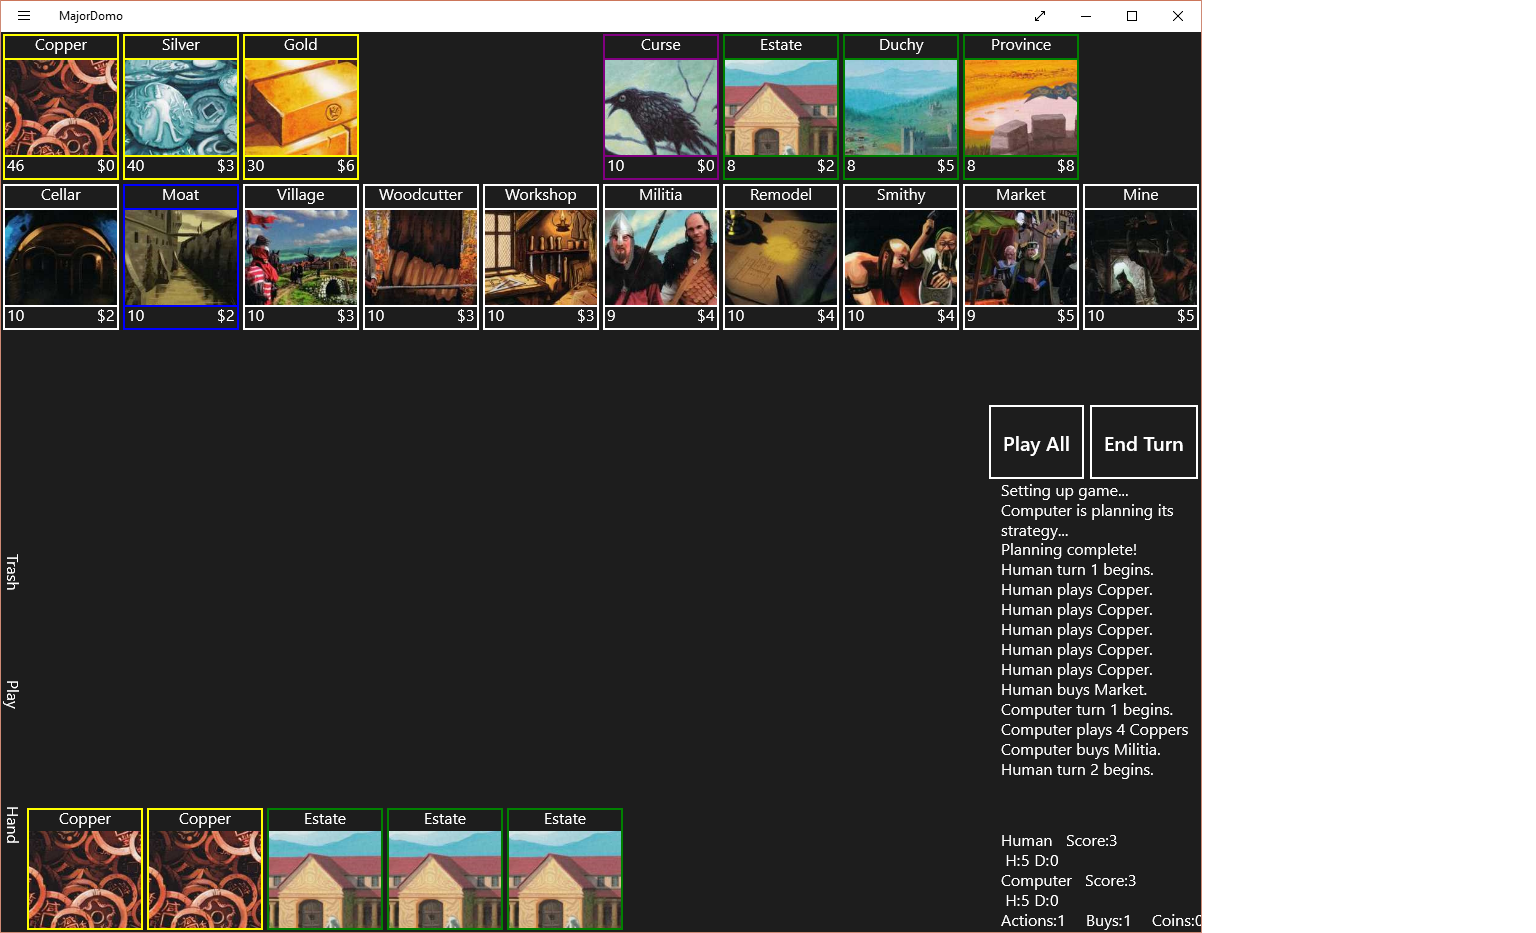 MajorDomo
Copper Silver Gold Curse Estate Duchy Province
46 $0 40 $3 30 $6 10 $0 8 $2 8 $5 8 $8
Cellar Moat Village Woodcutter Workshop Militia Remodel Smithy Market Mine
10 $2 10 $2 10 $3 10 $3 10 $3 9 $4 10 $4 10 $4 9 $5 10 $5
Play All End Turn
Setting up game...
Computer is planning its
strategy...
Planning complete!
Human turn 1 begins.
Human plays Copper.
Human plays Copper.
Human plays Copper.
Human plays Copper.
Human plays Copper.
Human buys Market.
Computer turn 1 begins.
Computer plays 4 Coppers
Computer buys Militia.
Human turn 2 begins.
Trash
Play
Hand
Copper Copper Estate Estate Estate
Human Score:3
H:5 D:0
Computer Score:3
H:5 D:0
Actions:1 Buys:1 Coins:0